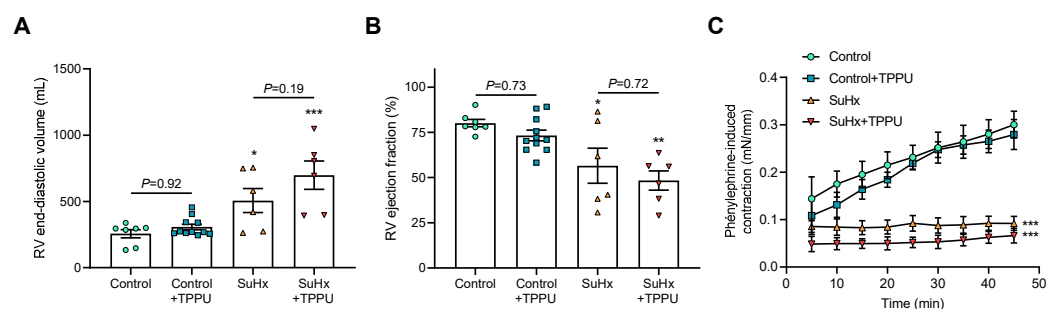 A
RV end-diastolic volume (mL)
1500
1000
500
0
P=0.92
P=0.19
*
***
Control
Control
+TPPU
SuHx
SuHx
+TPPU
B
RV ejection fraction (%)
100
75
50
25
0
P=0.73
P=0.72
*
**
Control
Control
+TPPU
SuHx
SuHx
+TPPU
C
Control
Control+TPPU
SuHx
SuHx+TPPU
Phenylephrine-induced
contraction (mN/mm)
0.4
0.3
0.2
0.1
0.0
***
***
0 10 20 30 40 50
Time (min)